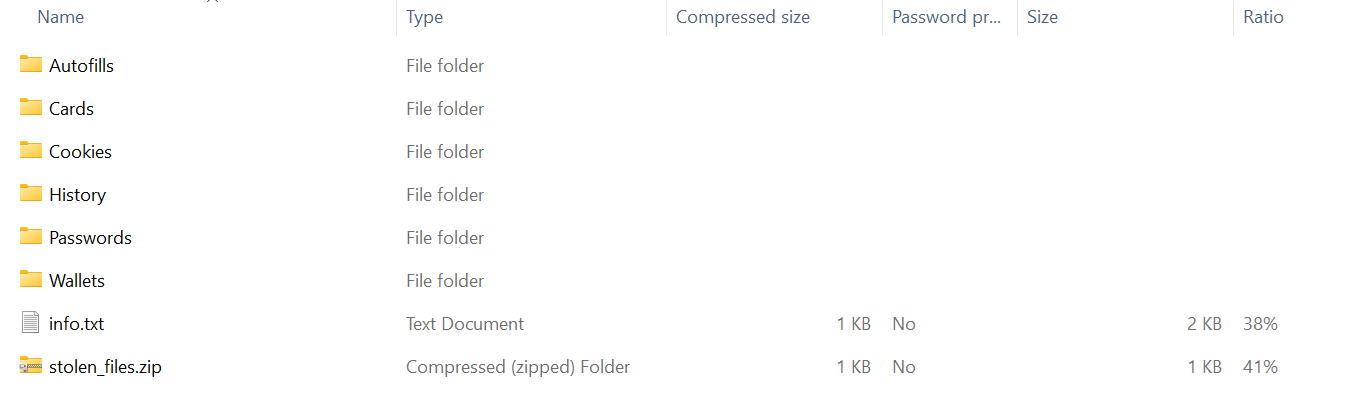 Name Type Compressed size Password pr... Size Ratio
Autofills File folder
Cards File folder
Cookies File folder
History File folder
Passwords File folder
Wallets File folder
info.txt Text Document 1 KB No 2 KB 38%
stolen_files.zip Compressed (zipped) Folder 1 KB No 1 KB 41%